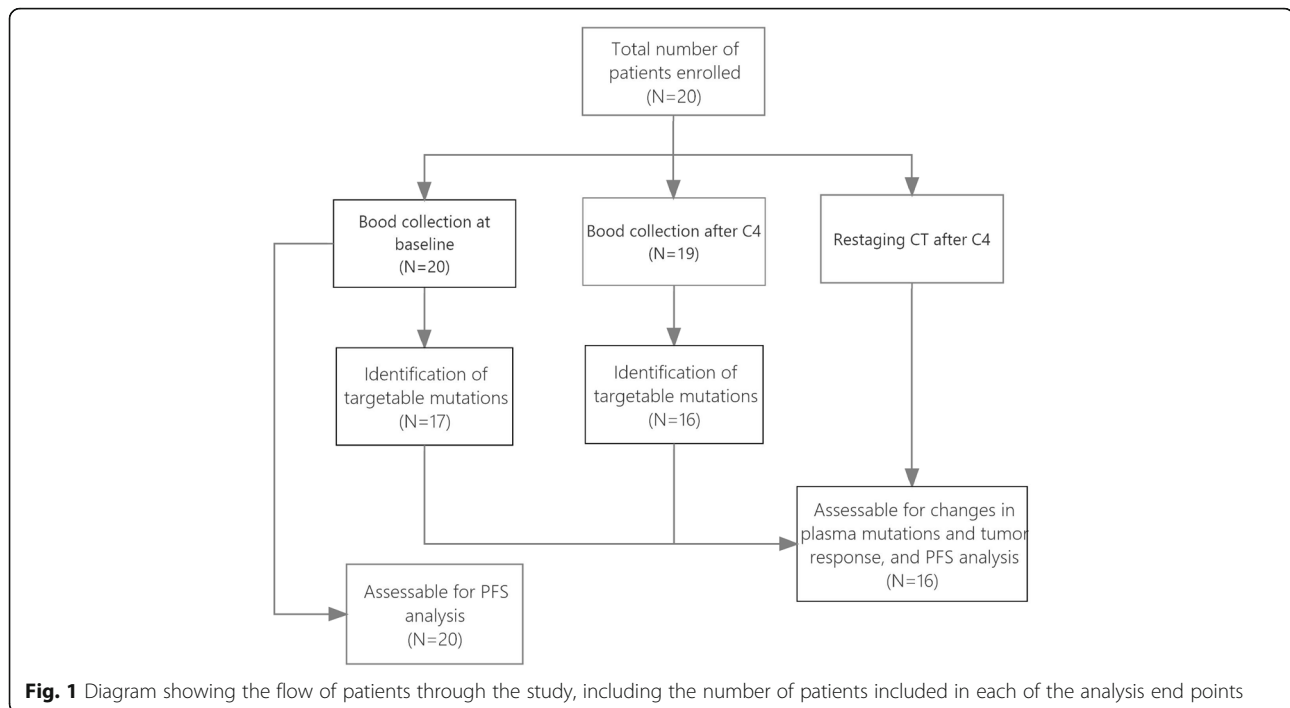 Total number of
patients enrolled
(N=20)
Bood collection at
baseline
(N=20)
Bood collection after C4
(N=19)
Restaging CT after C4
Identification of
targetable mutations
(N=17)
Identification of
targetable mutations
(N=16)
Assessable for changes in
plasma mutations and tumor
response, and PFS analysis
(N=16)
Assessable for PFS
analysis
(N=20)
Fig. 1 Diagram showing the flow of patients through the study, including the number of patients included in each of the analysis end points